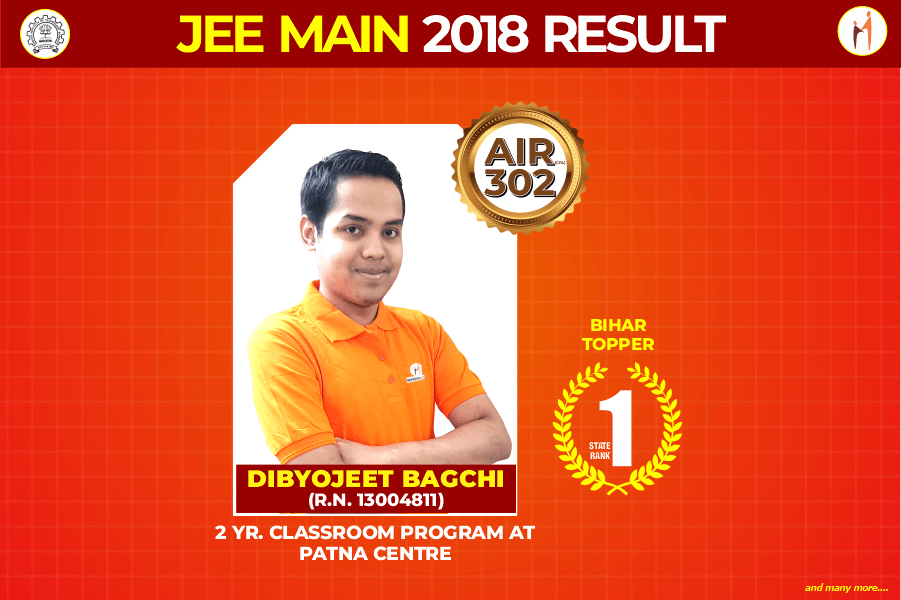 JEE MAIN 2018 RESULT
AIR
302
BIHAR
TOPPER
1
STATE
RANK
DIBYOJEET BAGCHI
(R.N. 13004811)
2 YR. CLASSROOM PROGRAM AT
PATNA CENTRE
and many more....